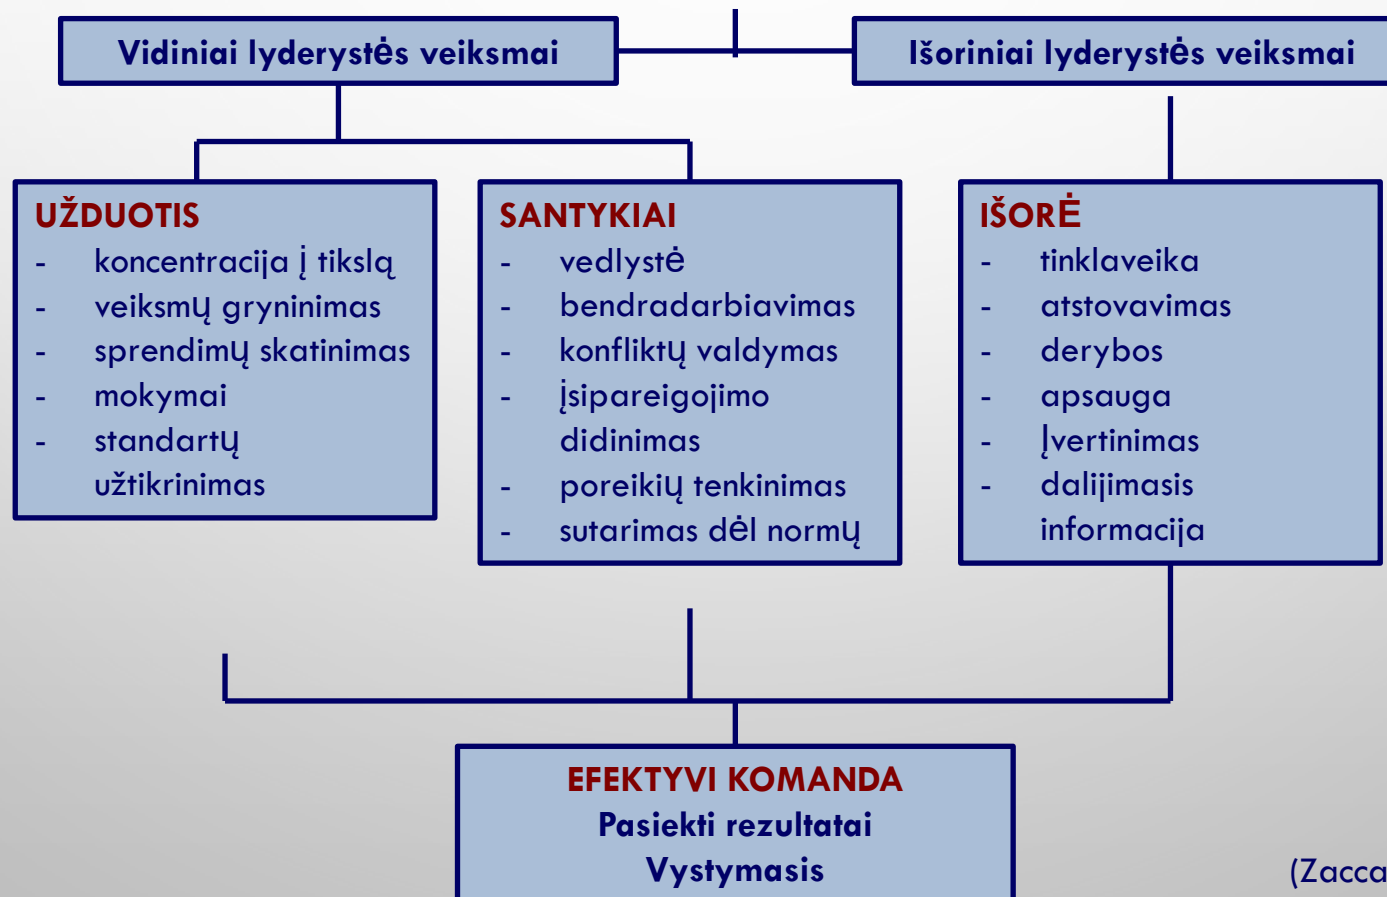 Vidiniai lyderystės veiksmai
Išoriniai lyderystės veiksmai
UŽDUOTIS
- koncentracija į tikslą
- veiksmų gryninimas
- sprendimų skatinimas
- mokymai
- standartų
užtikrinimas
SANTYKIAI
- vedlystė
- bendradarbiavimas
- konfliktų valdymas
- įsipareigojimo
didinimas
- poreikių tenkinimas
- sutarimas dėl normų
IŠORĖ
- tinklaveika
- atstovavimas
- derybos
- apsauga
- Įvertinimas
- dalijimasis
informacija
EFEKTYVI KOMANDA
Pasiekti rezultatai
Vystymasis
(Zacca